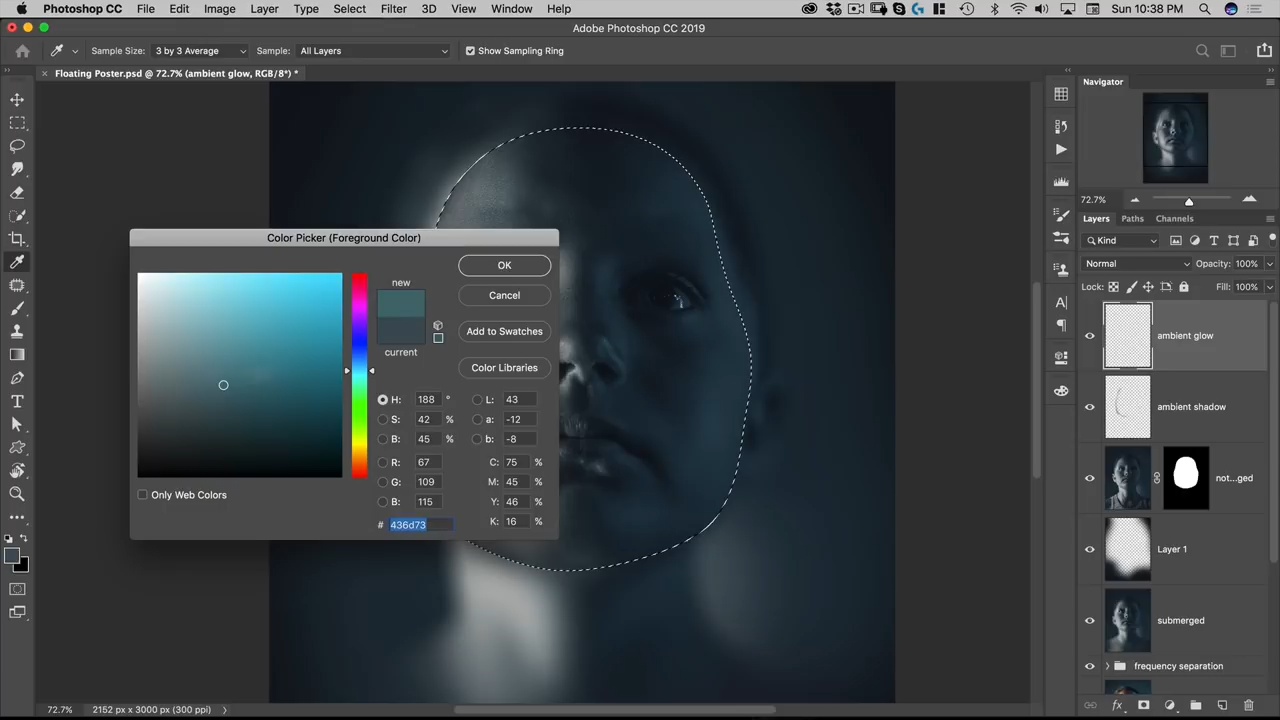 Photoshop CC File Edit Image Layer Type Select Filter 3D View Window Help Sun 10:38 PM
Adobe Photoshop CC 2019
Sample Size: 3 by 3 Average Sample: All Layers Show Sampling Ring
Floating Poster.psd @ 72.7% (ambient glow, RGB/8*) *
Color Picker (Foreground Color)
new
current
OK
Cancel
Add to Swatches
Color Libraries
H: 188 ° L: 43
S: 42 % a: -12
B: 45 % b: -8
R: 67 C: 75 %
G: 109 M: 45 %
B: 115 Y: 46 %
# 436d73 K: 16 %
Only Web Colors
Navigator
72.7%
Layers Paths Channels
Kind
Normal Opacity: 100%
Lock: Fill: 100%
ambient glow
ambient shadow
not...ged
Layer 1
submerged
frequency separation
72.7% 2152 px x 3000 px (300 ppi)